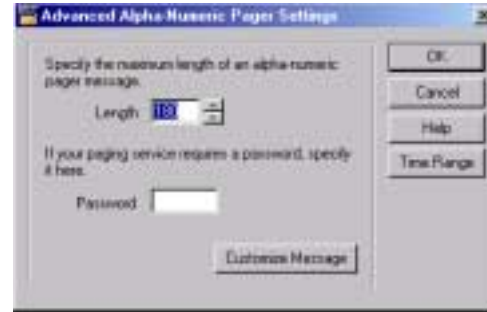 Advanced Alpha-Numeric Pager Settings
Specify the maximum length of an alpha-numeric
pager message.
Length 180
If your paging service requires a password, specify
it here.
Password
Customize Message
OK
Cancel
Help
Time Range